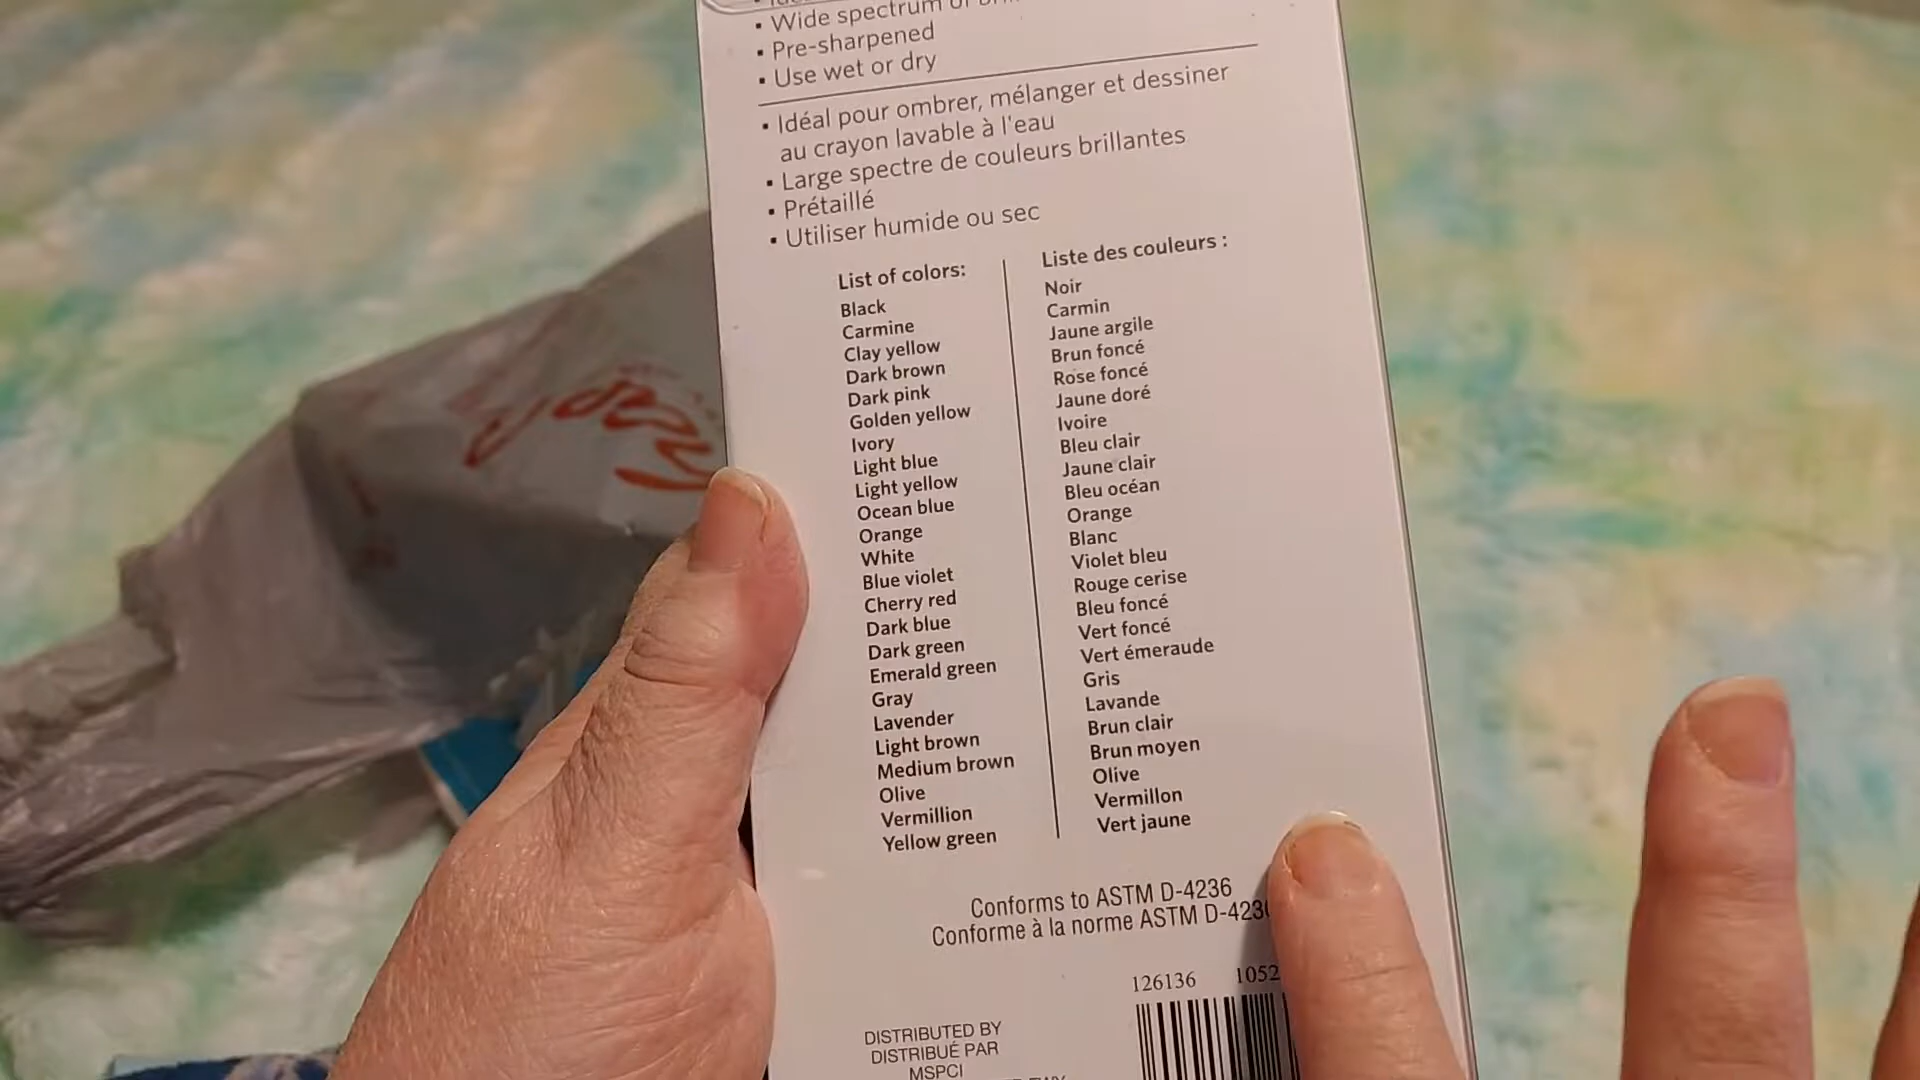 • Wide spectrum of
• Pre-sharpened
• Use wet or dry
• Idéal pour ombrer, mélanger et dessiner
au crayon lavable à l'eau
• Large spectre de couleurs brillantes
• Prétaillé
• Utiliser humide ou sec
List of colors:
Black
Carmine
Clay yellow
Dark brown
Dark pink
Golden yellow
Ivory
Light blue
Light yellow
Ocean blue
Orange
White
Blue violet
Cherry red
Dark blue
Dark green
Emerald green
Gray
Lavender
Light brown
Medium brown
Olive
Vermillion
Yellow green
Liste des couleurs :
Noir
Carmin
Jaune argile
Brun foncé
Rose foncé
Jaune doré
Ivoire
Bleu clair
Jaune clair
Bleu océan
Orange
Blanc
Violet bleu
Rouge cerise
Bleu foncé
Vert foncé
Vert émeraude
Gris
Lavande
Brun clair
Brun moyen
Olive
Vermillon
Vert jaune
Conforms to ASTM D-4236
Conforme à la norme ASTM D-423
126136 1052
DISTRIBUTED BY
DISTRIBUÉ PAR
MSPCI